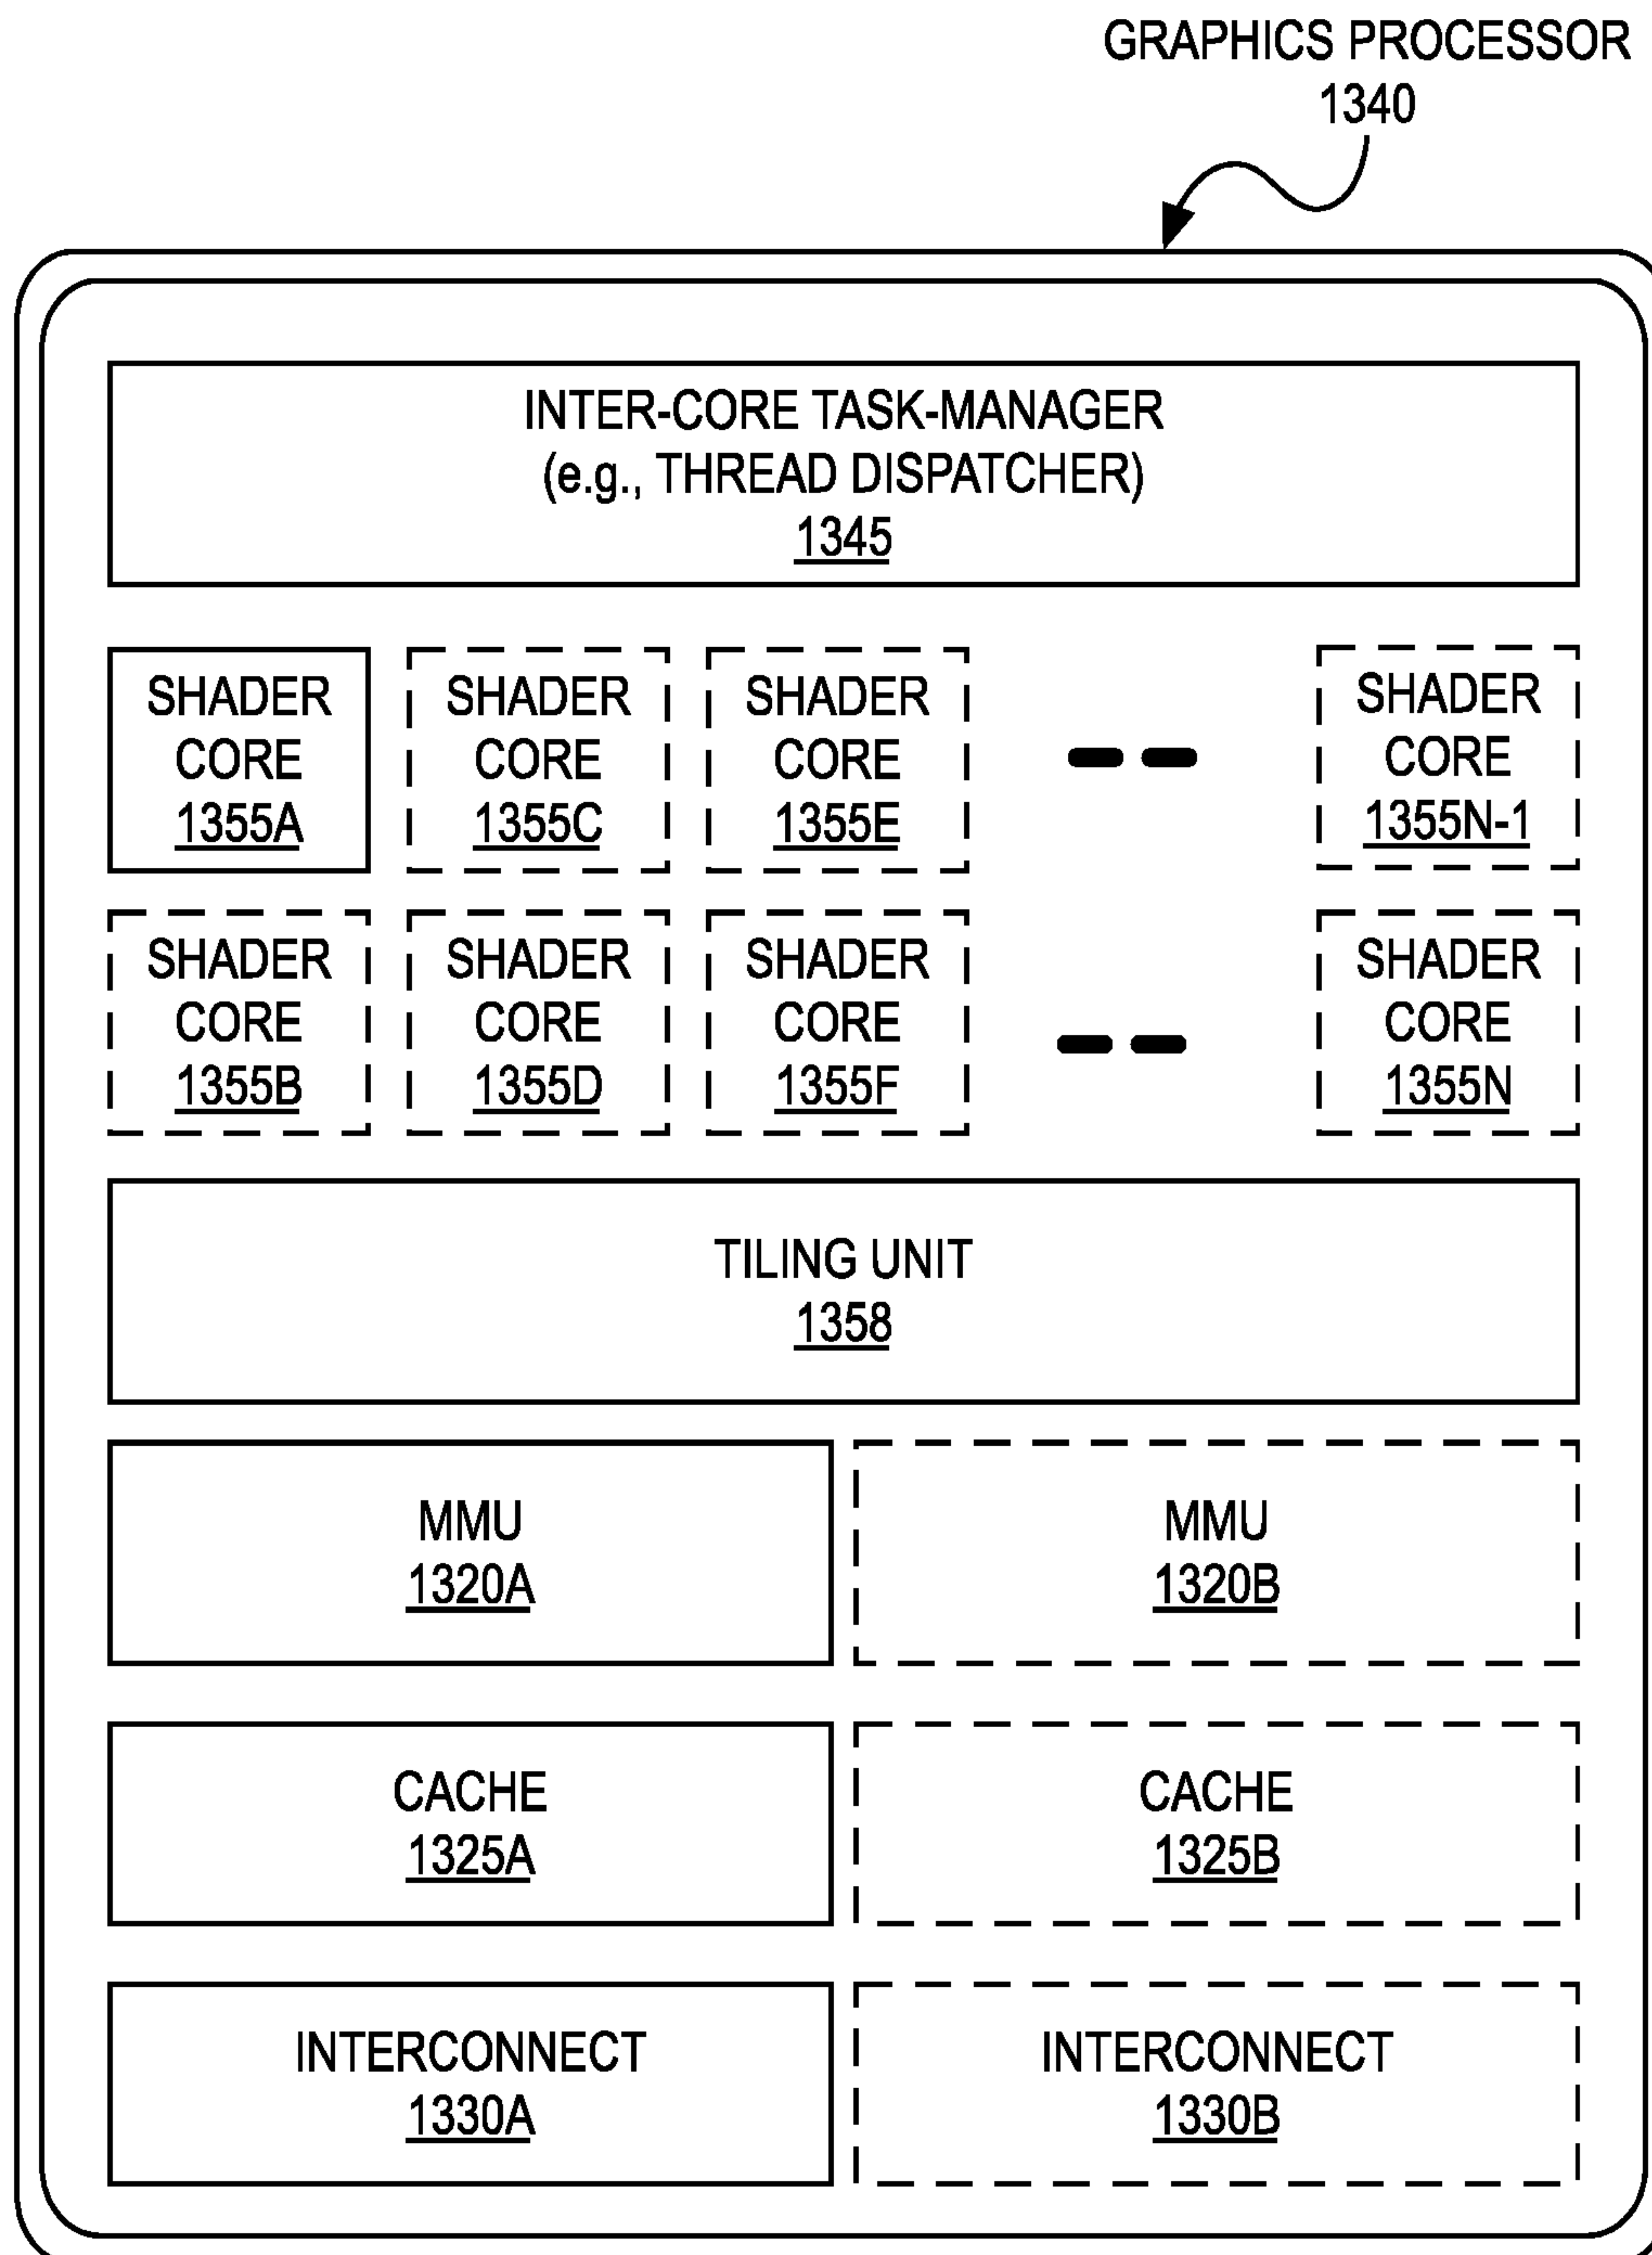 GRAPHICS PROCESSOR
1340
INTER-CORE TASK-MANAGER
(e.g., THREAD DISPATCHER)
1345
SHADER
CORE
1355A
SHADER
CORE
1355C
SHADER
CORE
1355E
SHADER
CORE
1355N-1
SHADER
CORE
1355B
SHADER
CORE
1355D
SHADER
CORE
1355F
SHADER
CORE
1355N
TILING UNIT
1358
MMU
1320A
MMU
1320B
CACHE
1325A
CACHE
1325B
INTERCONNECT
1330A
INTERCONNECT
1330B